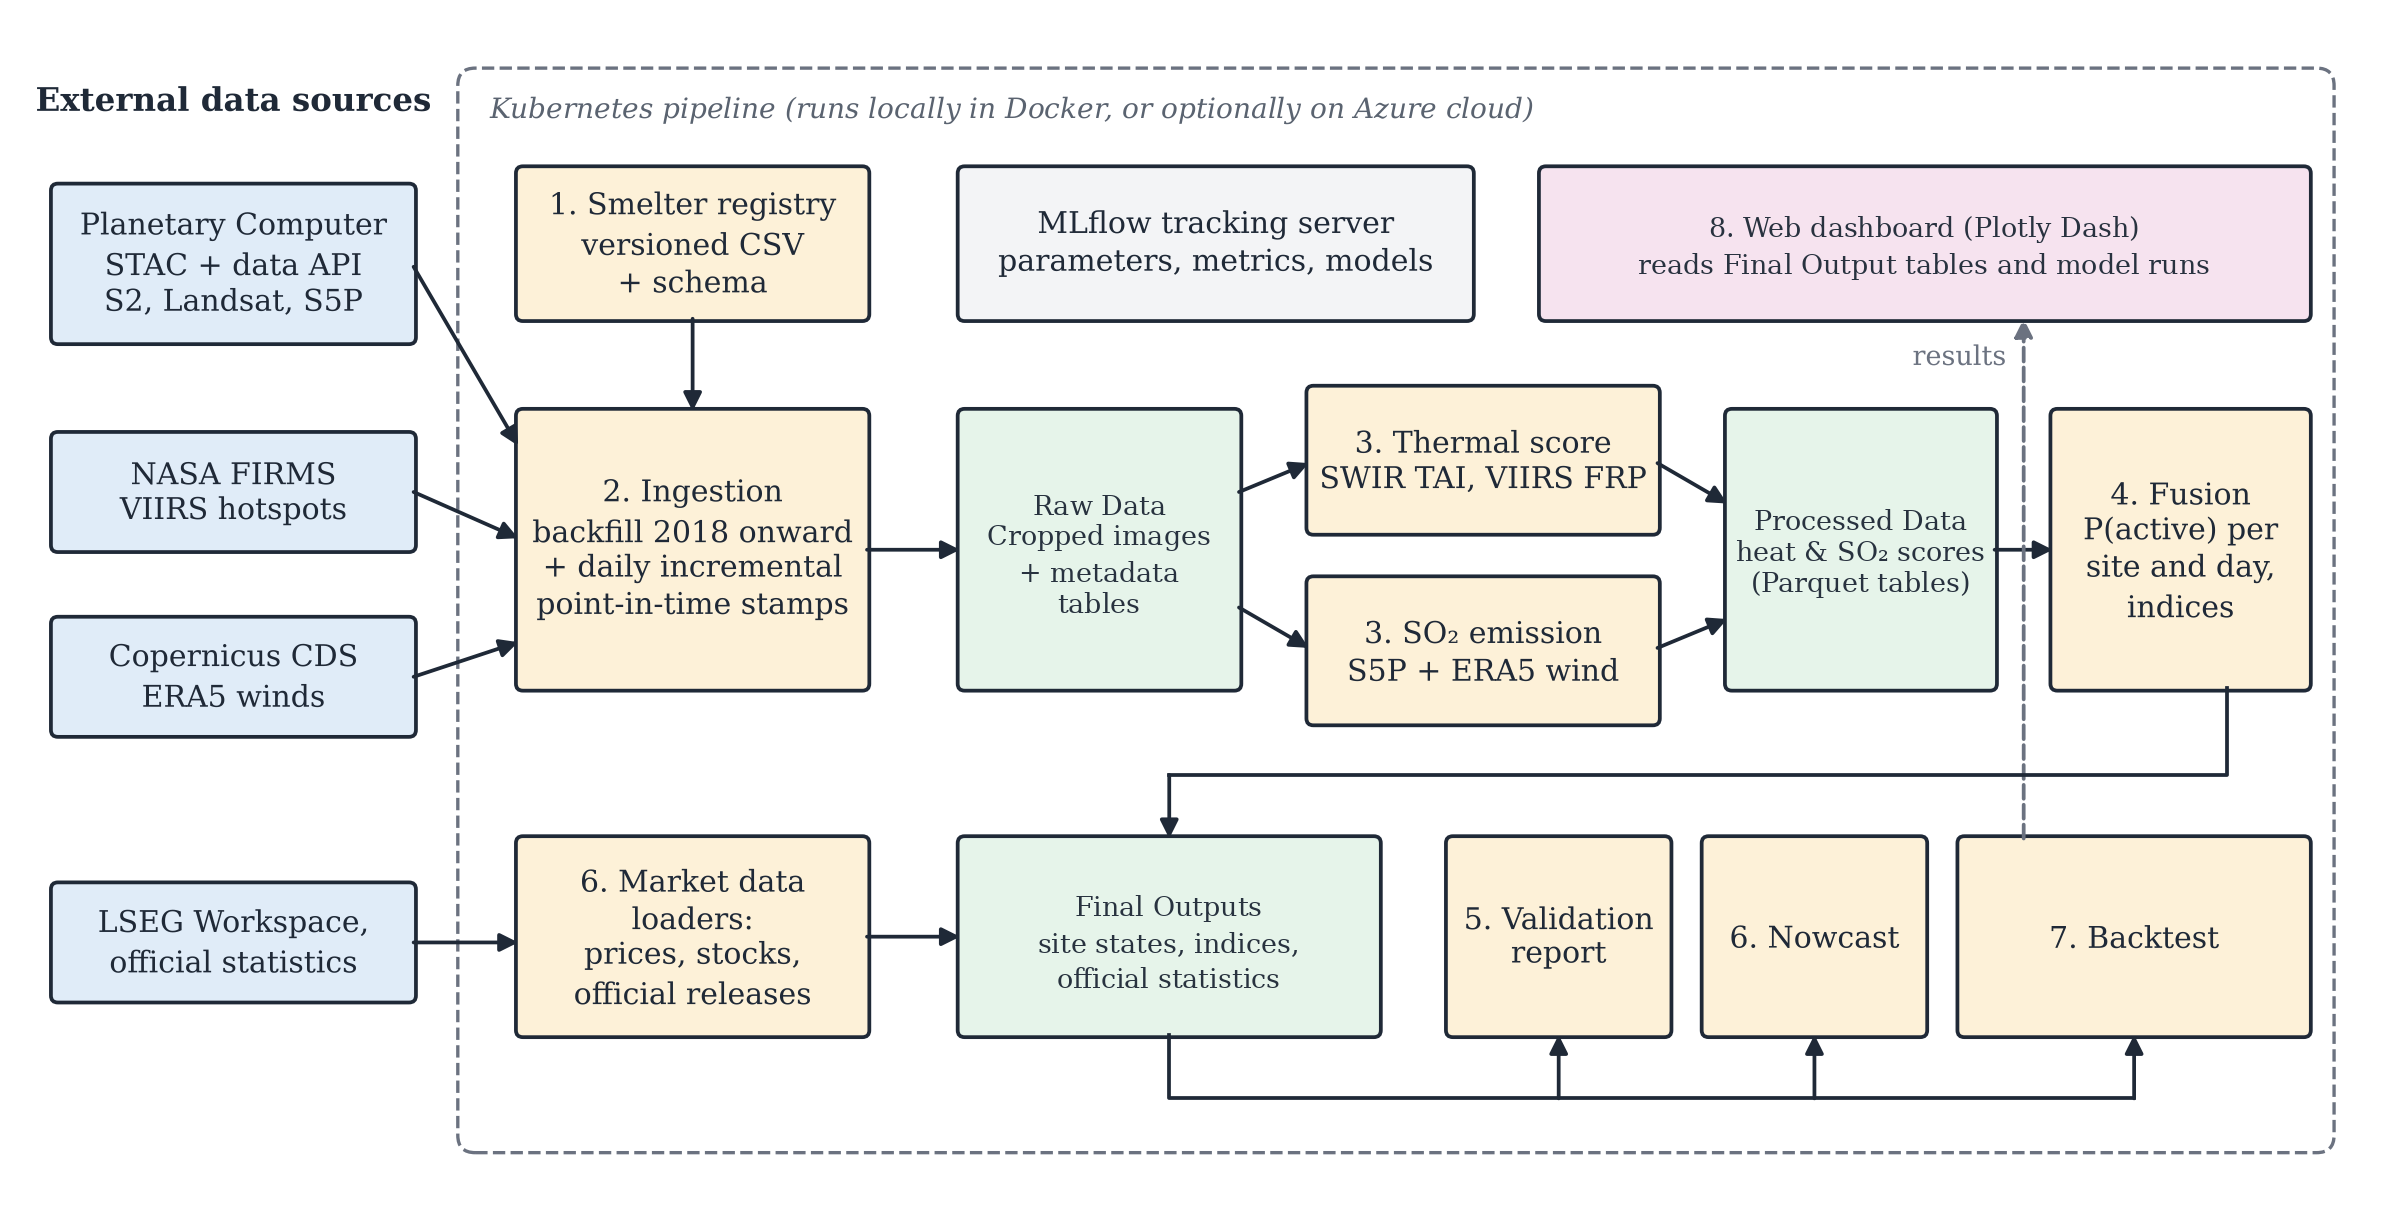 External data sources
Kubernetes pipeline (runs locally in Docker, or optionally on Azure cloud)
Planetary Computer
STAC + data API
S2, Landsat, S5P
1. Smelter registry
versioned CSV
+ schema
MLflow tracking server
parameters, metrics, models
8. Web dashboard (Plotly Dash)
reads Final Output tables and model runs
results
NASA FIRMS
VIIRS hotspots
Copernicus CDS
ERA5 winds
2. Ingestion
backfill 2018 onward
+ daily incremental
point-in-time stamps
Raw Data
Cropped images
+ metadata
tables
3. Thermal score
SWIR TAI, VIIRS FRP
3. SO₂ emission
S5P + ERA5 wind
Processed Data
heat & SO₂ scores
(Parquet tables)
4. Fusion
P(active) per
site and day,
indices
LSEG Workspace,
official statistics
6. Market data
loaders:
prices, stocks,
official releases
Final Outputs
site states, indices,
official statistics
5. Validation
report
6. Nowcast
7. Backtest